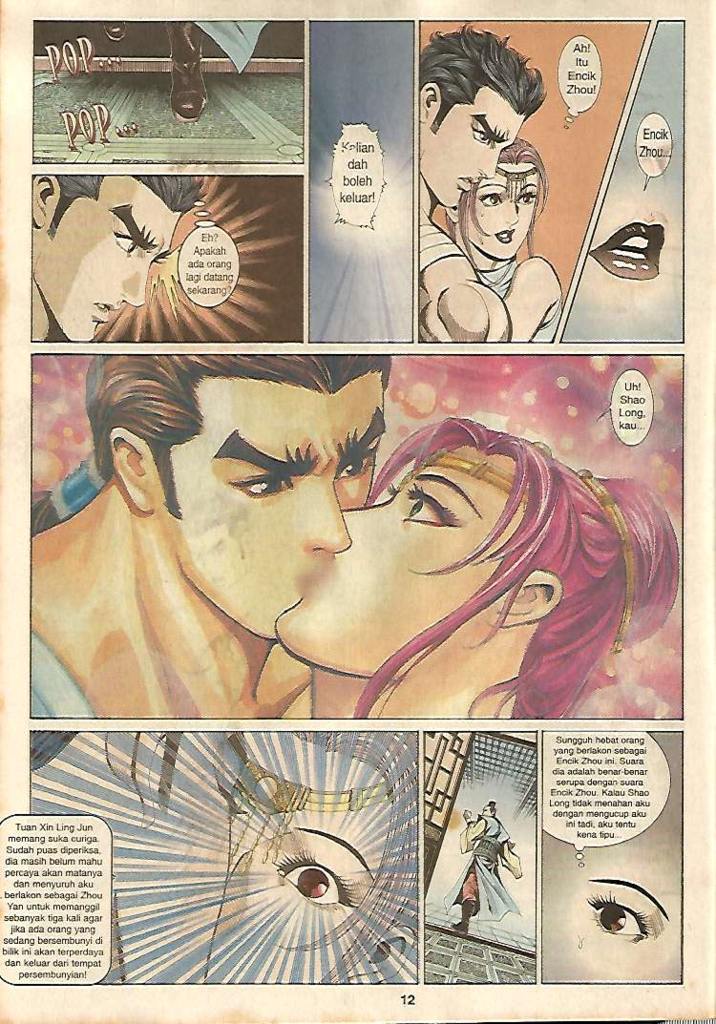 POP...
POP...
Eh?
Apakah
ada orang
lagi datang
sekarang?
Kalian
dah
boleh
keluar!
Ah!
Itu
Encik
Zhou!
Encik
Zhou...
Uh!
Shao
Long,
kau...
Tuan Xin Ling Jun
memang suka curiga.
Sudah puas diperiksa,
dia masih belum mahu
percaya akan matanya
dan menyuruh aku
berlakon sebagai Zhou
Yan untuk memanggil
sebanyak tiga kali agar
jika ada orang yang
sedang bersembunyi di
bilik ini akan terperdaya
dan keluar dari tempat
persembunyian!
Sungguh hebat orang
yang berlakon sebagai
Encik Zhou ini. Suara
dia adalah benar-benar
serupa dengan suara
Encik Zhou. Kalau Shao
Long tidak menahan aku
dengan mengucup aku
ini tadi, aku tentu
kena tipu...
12